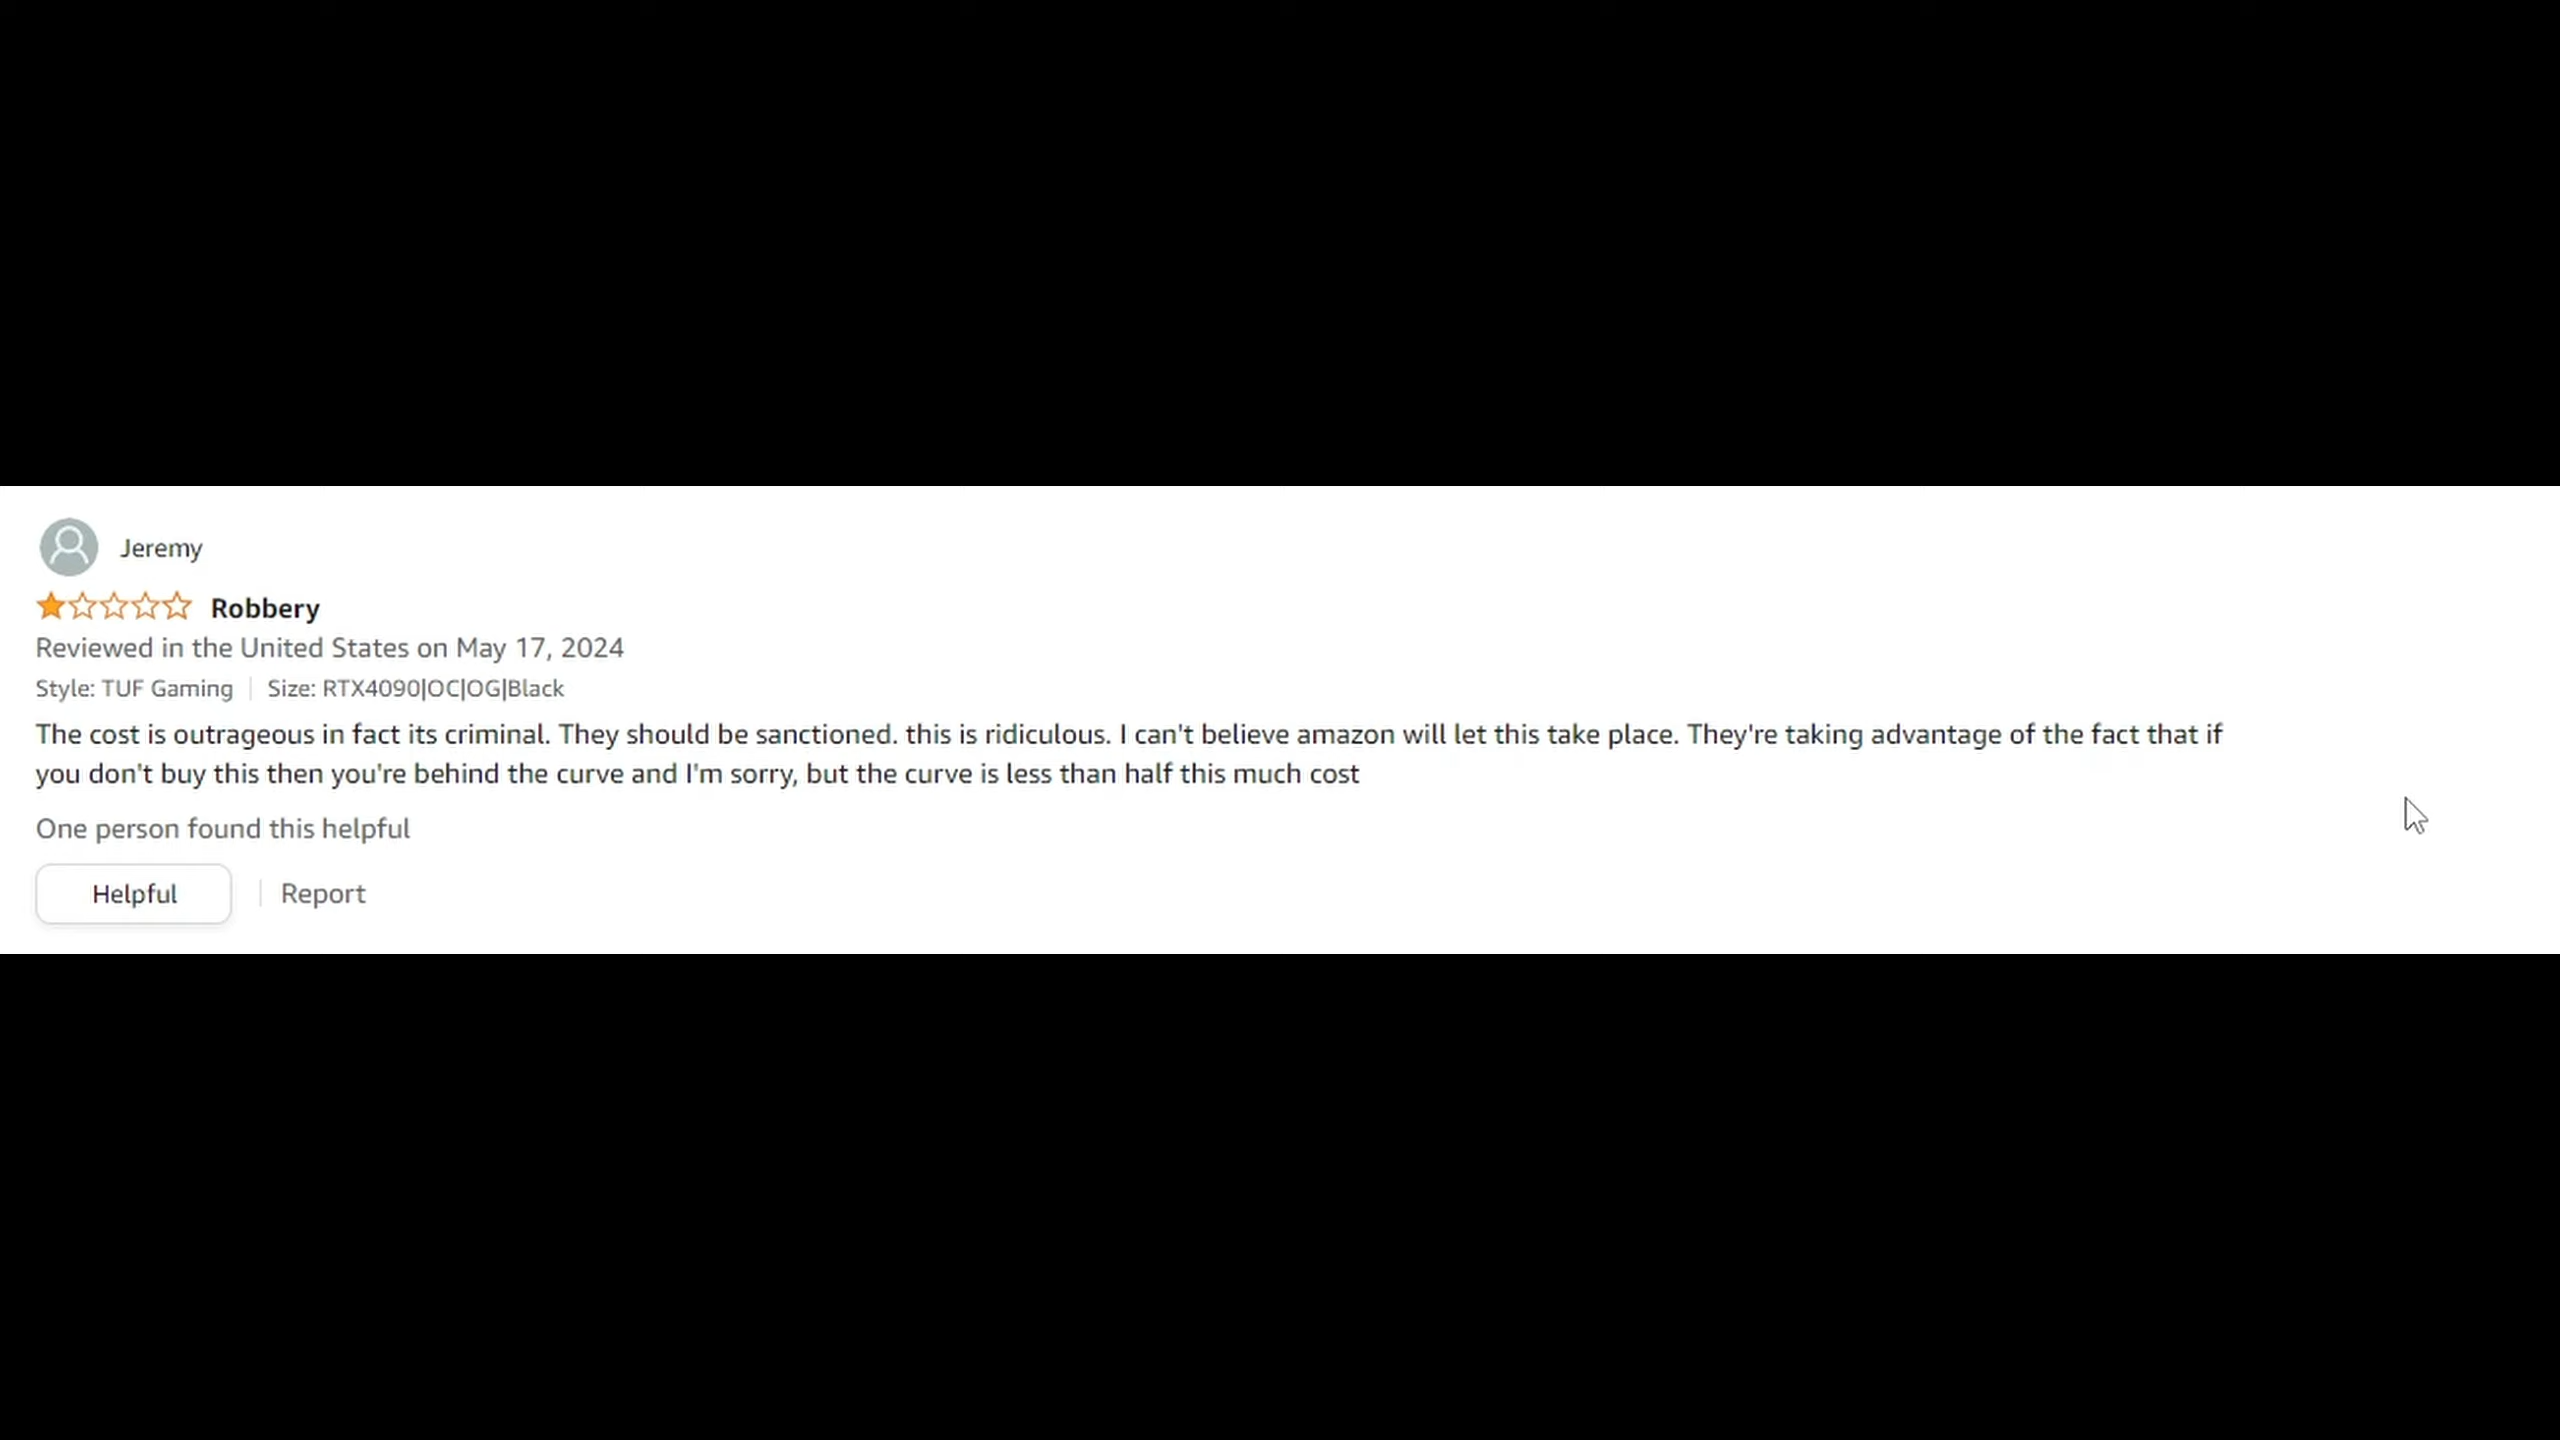 Jeremy
Robbery
Reviewed in the United States on May 17, 2024
Style: TUF Gaming | Size: RTX4090|OC|OG|Black
The cost is outrageous in fact its criminal. They should be sanctioned. this is ridiculous. I can't believe amazon will let this take place. They're taking advantage of the fact that if
you don't buy this then you're behind the curve and I'm sorry, but the curve is less than half this much cost
One person found this helpful
Helpful | Report